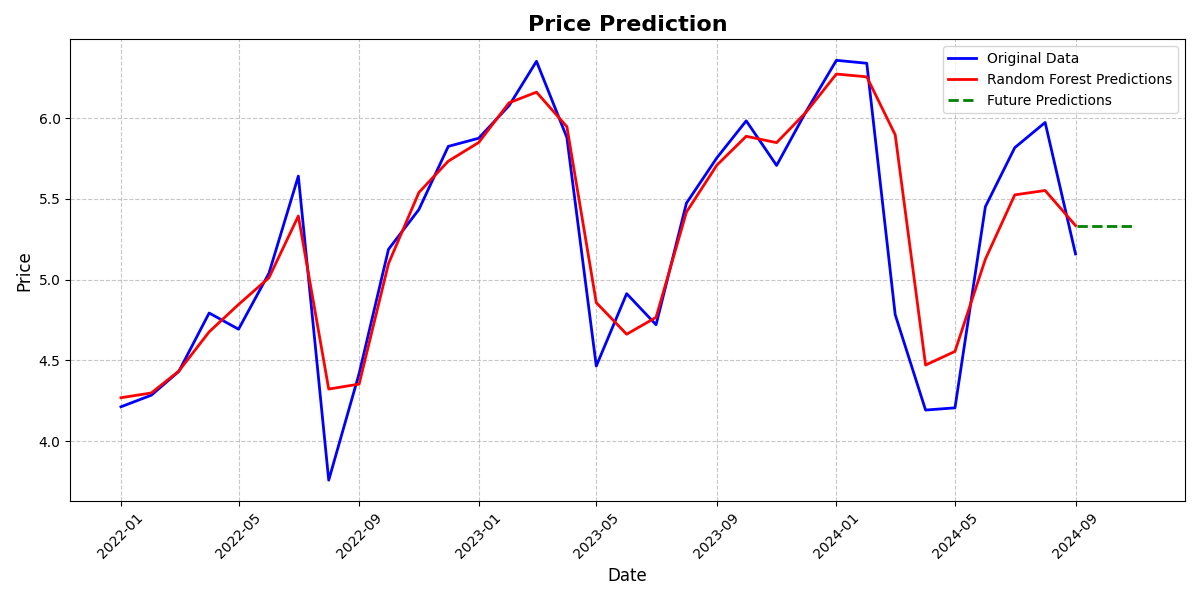 Price Prediction
Original Data
Random Forest Predictions
Future Predictions
Price
6.0
5.5
5.0
4.5
4.0
2022-01
2022-05
2022-09
2023-01
2023-05
2023-09
2024-01
2024-05
2024-09
Date